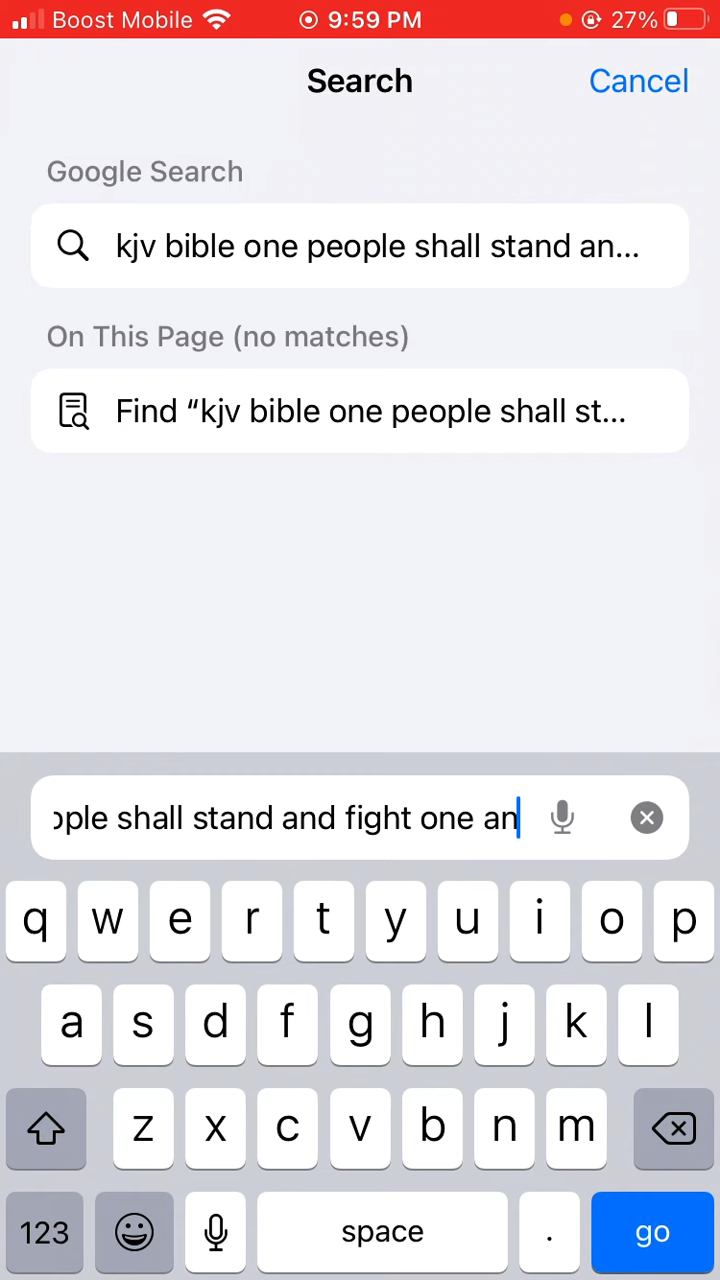 Boost Mobile 9:59 PM 27%
Search Cancel
Google Search
kjv bible one people shall stand an...
On This Page (no matches)
Find “kjv bible one people shall st...
ople shall stand and fight one an
q w e r t y u i o p
a s d f g h j k l
z x c v b n m
123 space . go